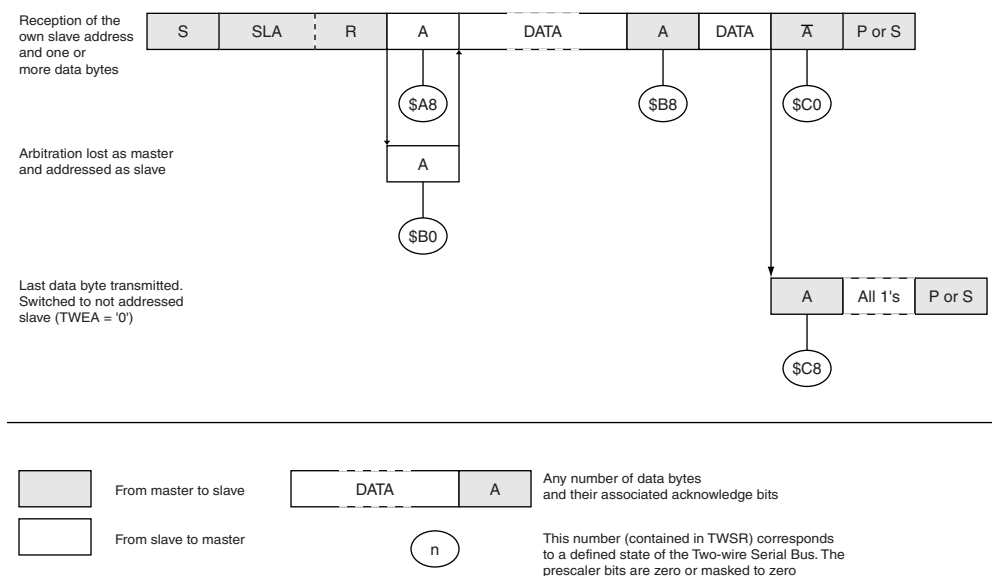 Reception of the
own slave address
and one or
more data bytes
S SLA R A DATA A DATA A̅ P or S
$A8 $B8 $C0
Arbitration lost as master
and addressed as slave
A
$B0
Last data byte transmitted.
Switched to not addressed
slave (TWEA = '0')
A All 1's P or S
$C8
From master to slave
DATA A
Any number of data bytes
and their associated acknowledge bits
From slave to master
n
This number (contained in TWSR) corresponds
to a defined state of the Two-wire Serial Bus. The
prescaler bits are zero or masked to zero